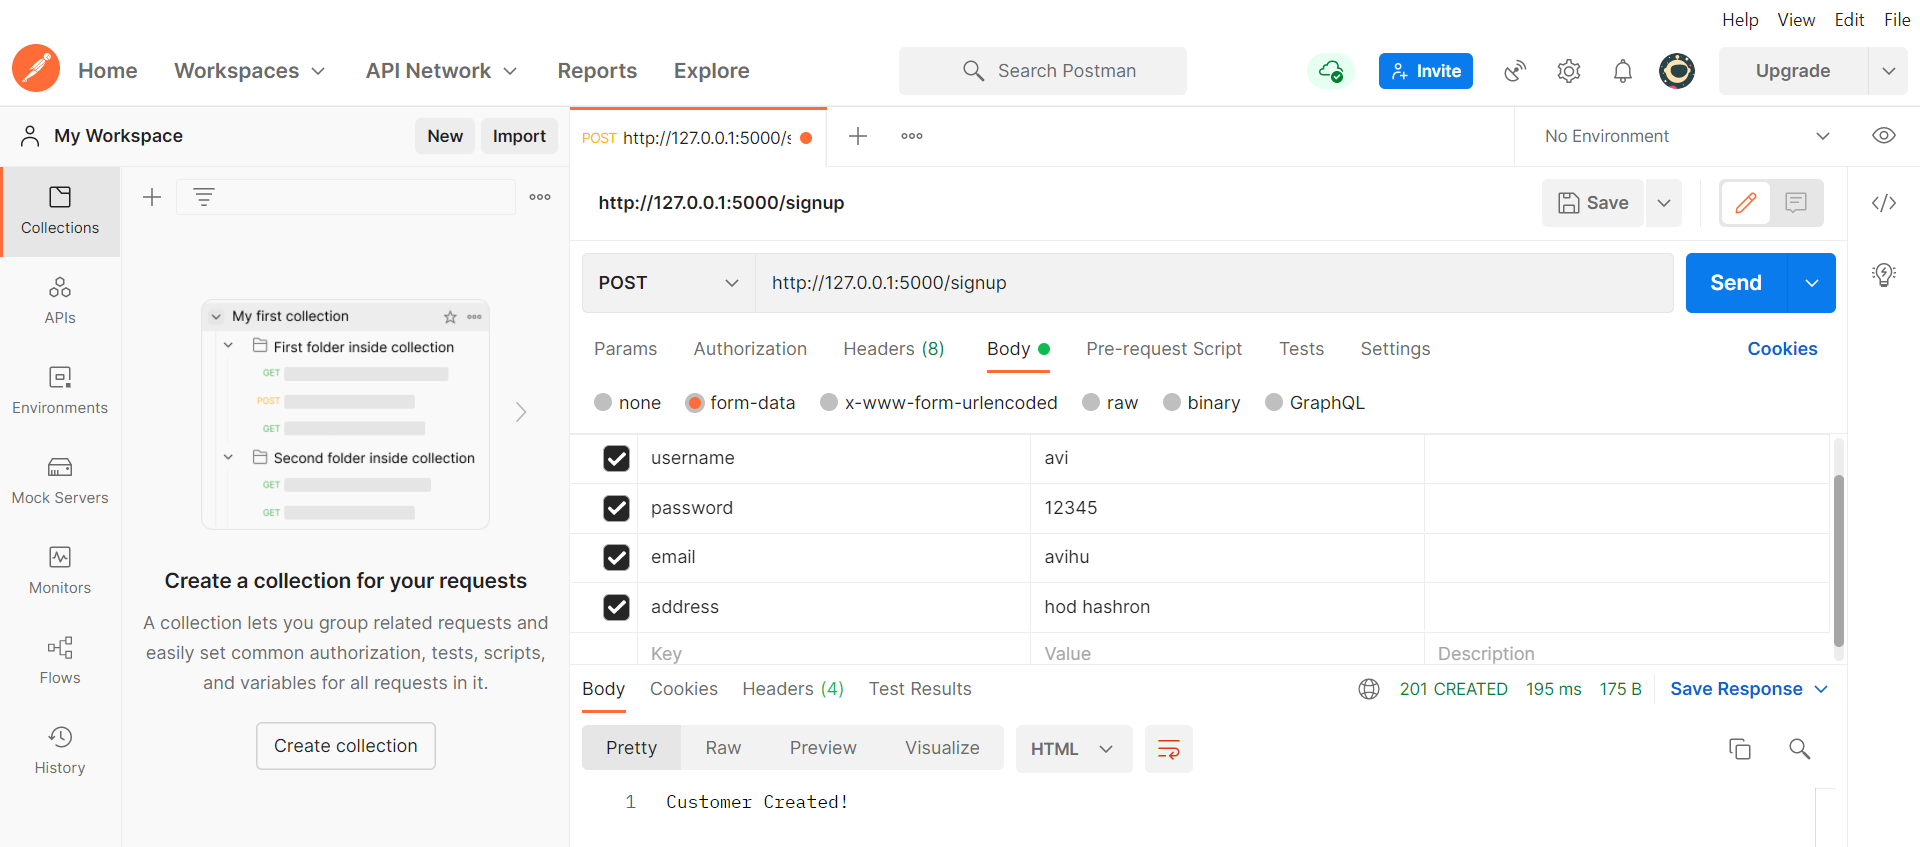 Help View Edit File
Home Workspaces API Network Reports Explore Search Postman Invite Upgrade
My Workspace New Import
POST http://127.0.0.1:5000/s
No Environment
Collections
APIs
Environments
Mock Servers
Monitors
Flows
History
My first collection
First folder inside collection
GET
POST
GET
Second folder inside collection
GET
GET
Create a collection for your requests
A collection lets you group related requests and
easily set common authorization, tests, scripts,
and variables for all requests in it.
Create collection
http://127.0.0.1:5000/signup
Save
POST http://127.0.0.1:5000/signup Send
Params Authorization Headers (8) Body Pre-request Script Tests Settings Cookies
none form-data x-www-form-urlencoded raw binary GraphQL
username avi
password 12345
email avihu
address hod hashron
Key Value Description
Body Cookies Headers (4) Test Results 201 CREATED 195 ms 175 B Save Response
Pretty Raw Preview Visualize HTML
1 Customer Created!